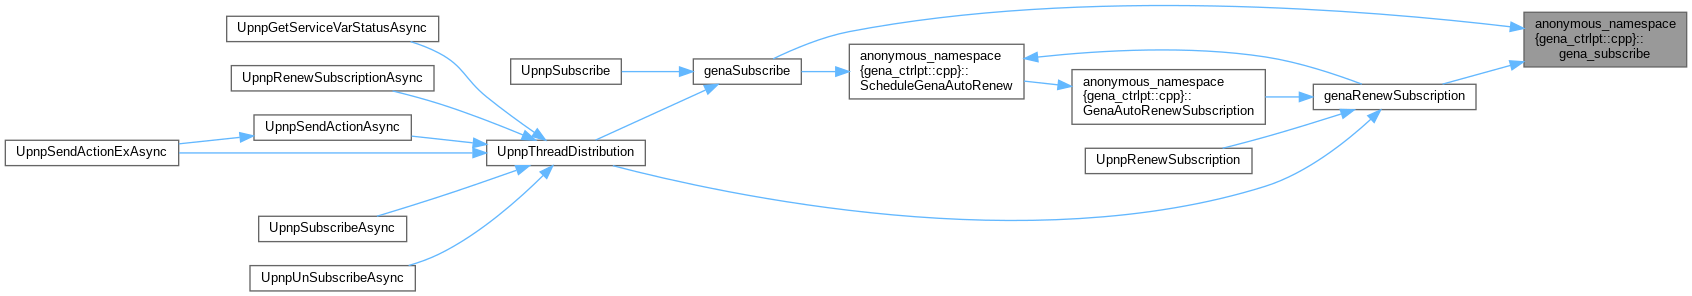 UpnpGetServiceVarStatusAsync
UpnpRenewSubscriptionAsync
UpnpSendActionAsync
UpnpSendActionExAsync
UpnpSubscribeAsync
UpnpUnSubscribeAsync
UpnpSubscribe
UpnpThreadDistribution
genaSubscribe
anonymous_namespace
{gena_ctrlpt::cpp}::
ScheduleGenaAutoRenew
anonymous_namespace
{gena_ctrlpt::cpp}::
GenaAutoRenewSubscription
UpnpRenewSubscription
genaRenewSubscription
anonymous_namespace
{gena_ctrlpt::cpp}::
gena_subscribe